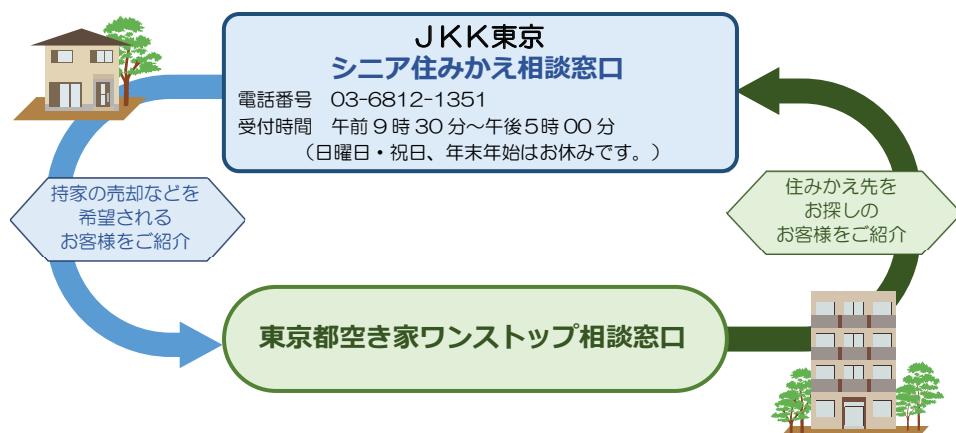 JKK東京
シニア住みかえ相談窓口
電話番号　03-6812-1351
受付時間　午前9時30分~午後5時00分
（日曜日・祝日、年末年始はお休みです。）
持家の売却などを
希望される
お客様をご紹介
住みかえ先を
お探しの
お客様をご紹介
東京都空き家ワンストップ相談窓口